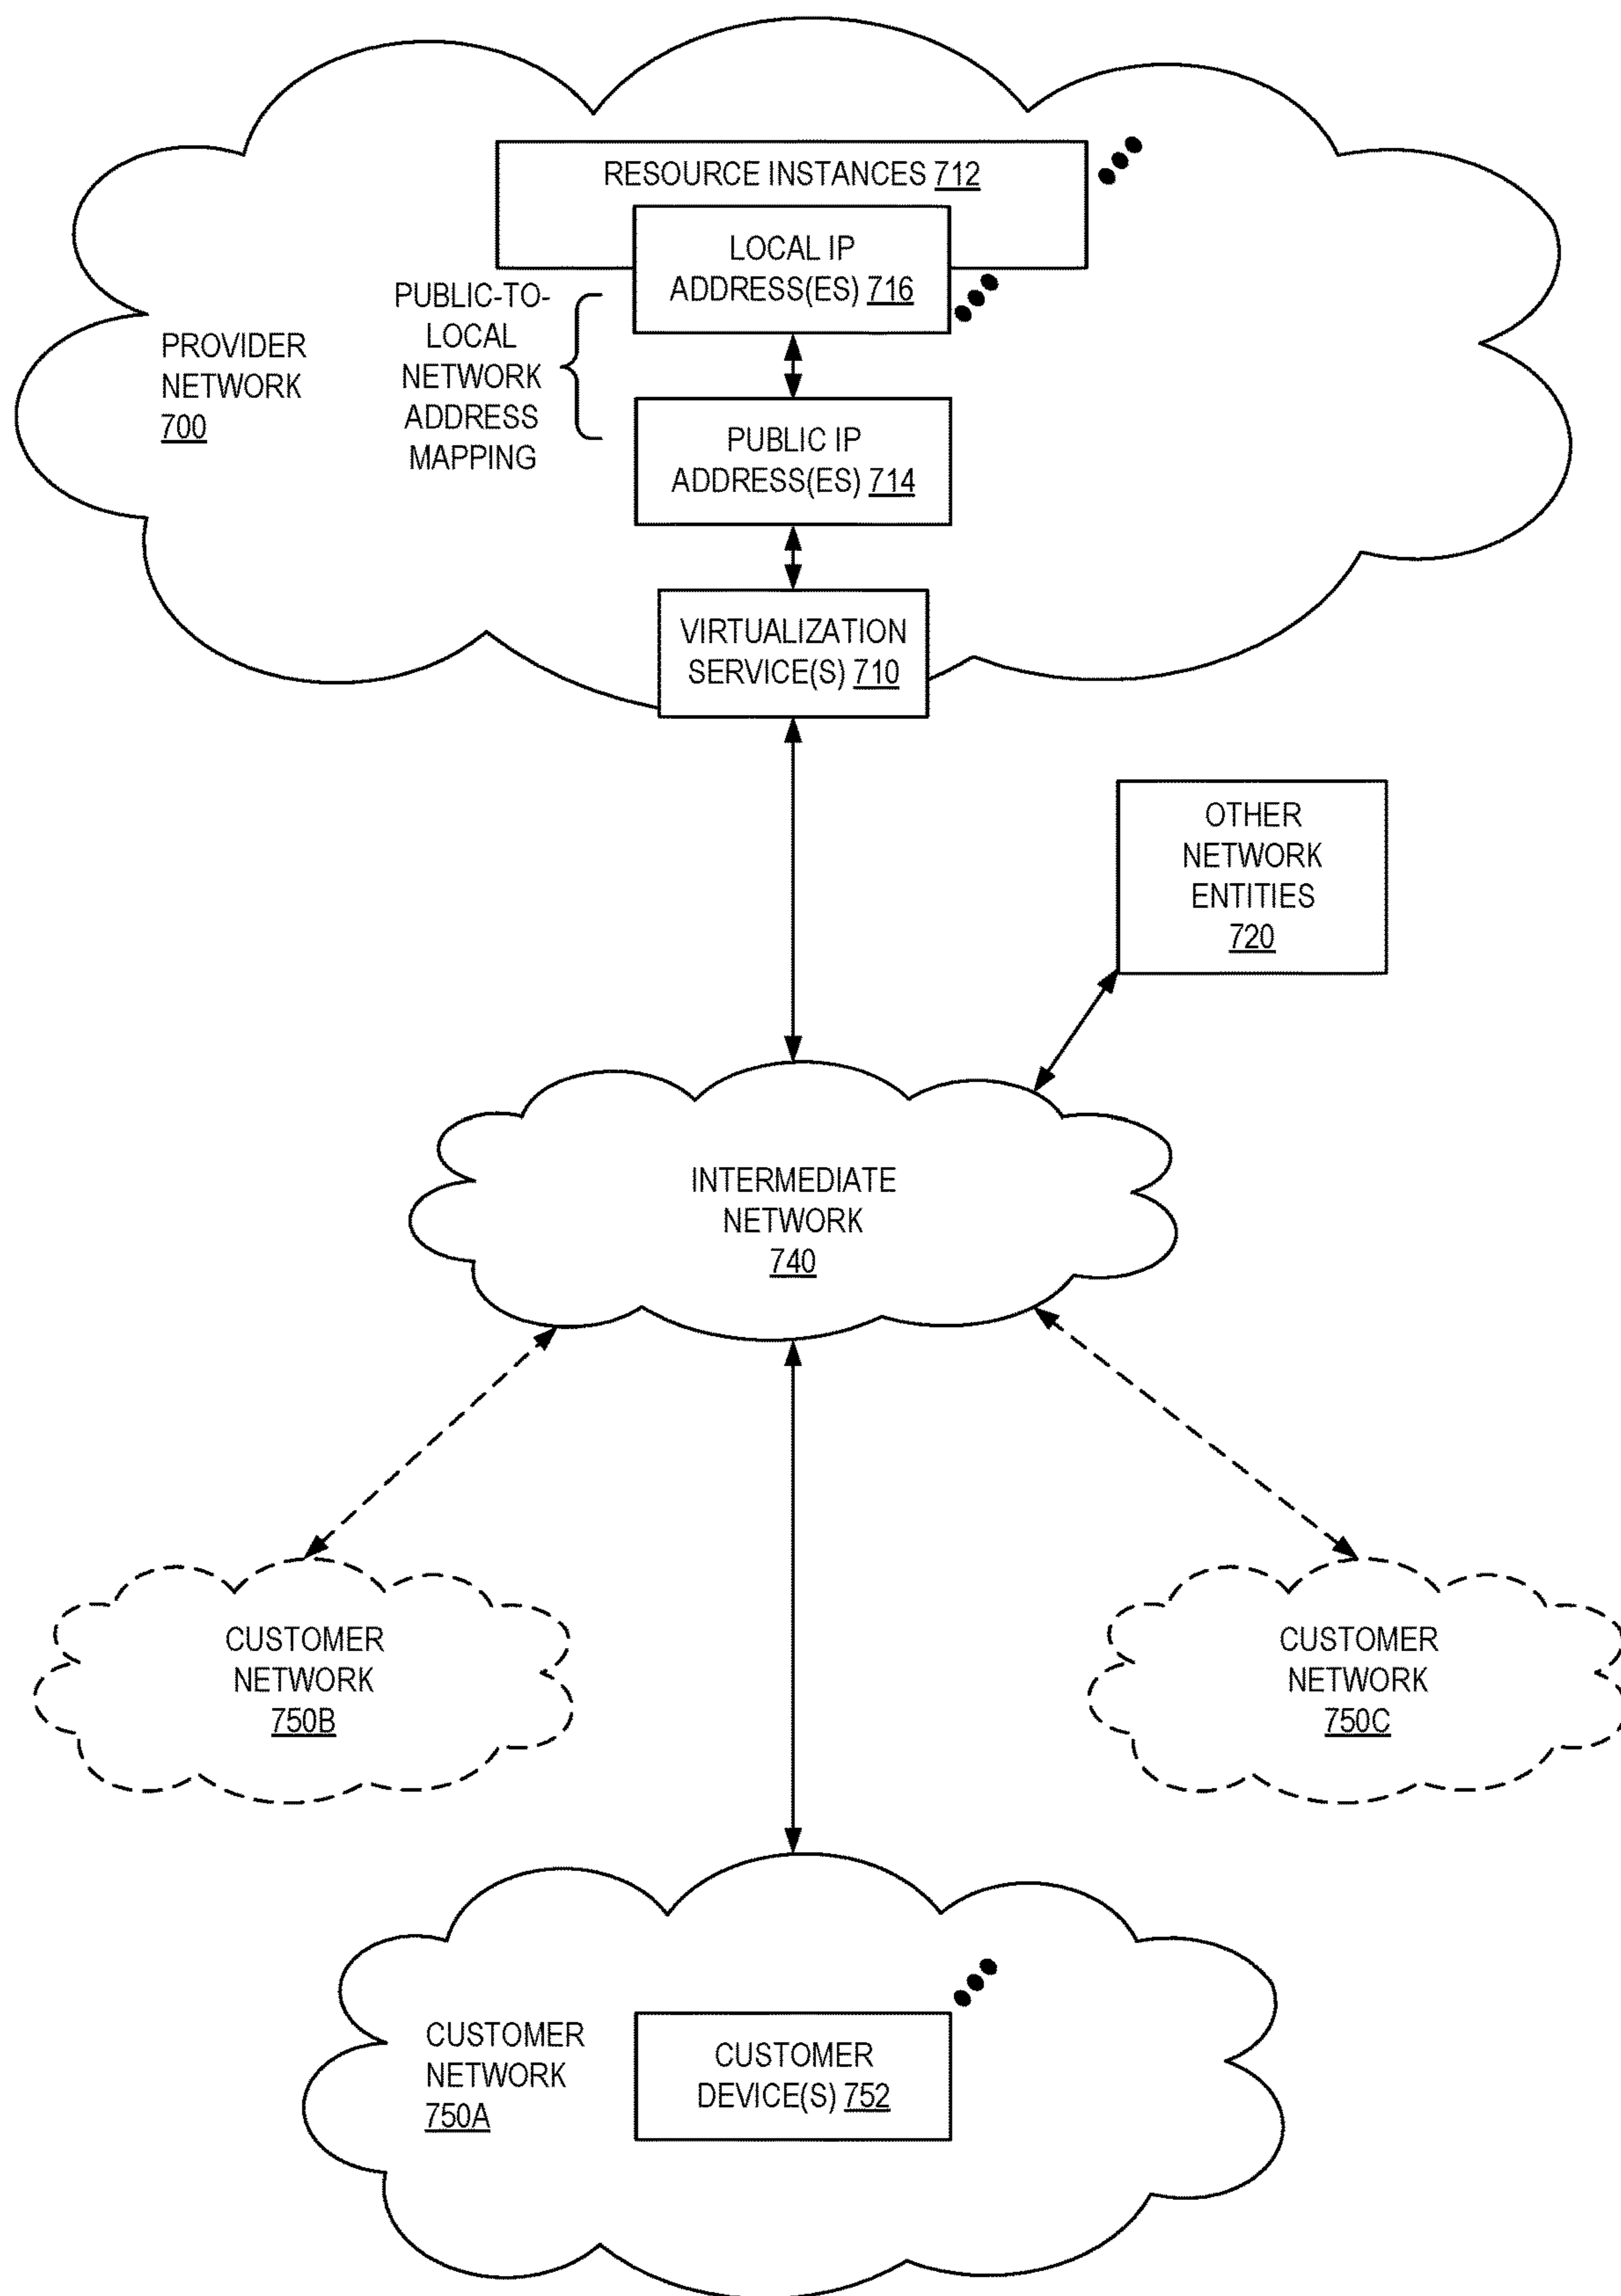 RESOURCE INSTANCES 712
LOCAL IP
ADDRESS(ES) 716
PUBLIC-TO-
LOCAL
NETWORK
ADDRESS
MAPPING
PROVIDER
NETWORK
700
PUBLIC IP
ADDRESS(ES) 714
VIRTUALIZATION
SERVICE(S) 710
OTHER
NETWORK
ENTITIES
720
INTERMEDIATE
NETWORK
740
CUSTOMER
NETWORK
750B
CUSTOMER
NETWORK
750C
CUSTOMER
NETWORK
750A
CUSTOMER
DEVICE(S) 752